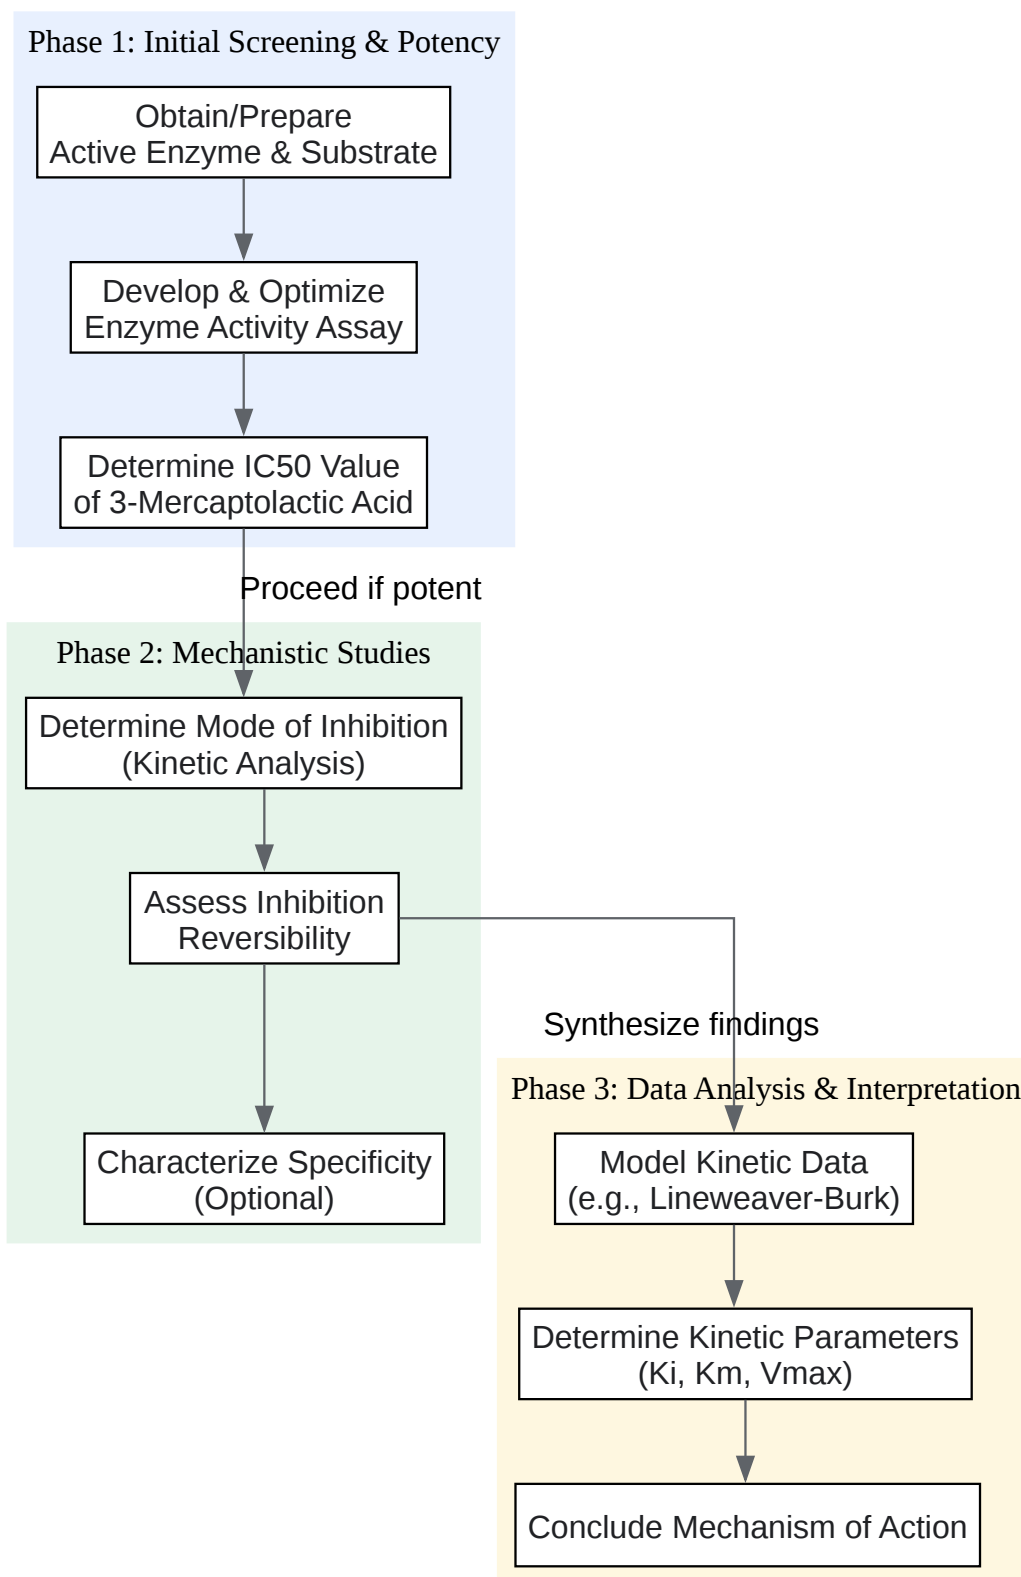 Phase 1: Initial Screening & Potency
Obtain/Prepare
Active Enzyme & Substrate
Develop & Optimize
Enzyme Activity Assay
Determine IC50 Value
of 3-Mercaptolactic Acid
Proceed if potent
Phase 2: Mechanistic Studies
Determine Mode of Inhibition
(Kinetic Analysis)
Assess Inhibition
Reversibility
Characterize Specificity
(Optional)
Synthesize findings
Phase 3: Data Analysis & Interpretation
Model Kinetic Data
(e.g., Lineweaver-Burk)
Determine Kinetic Parameters
(Ki, Km, Vmax)
Conclude Mechanism of Action